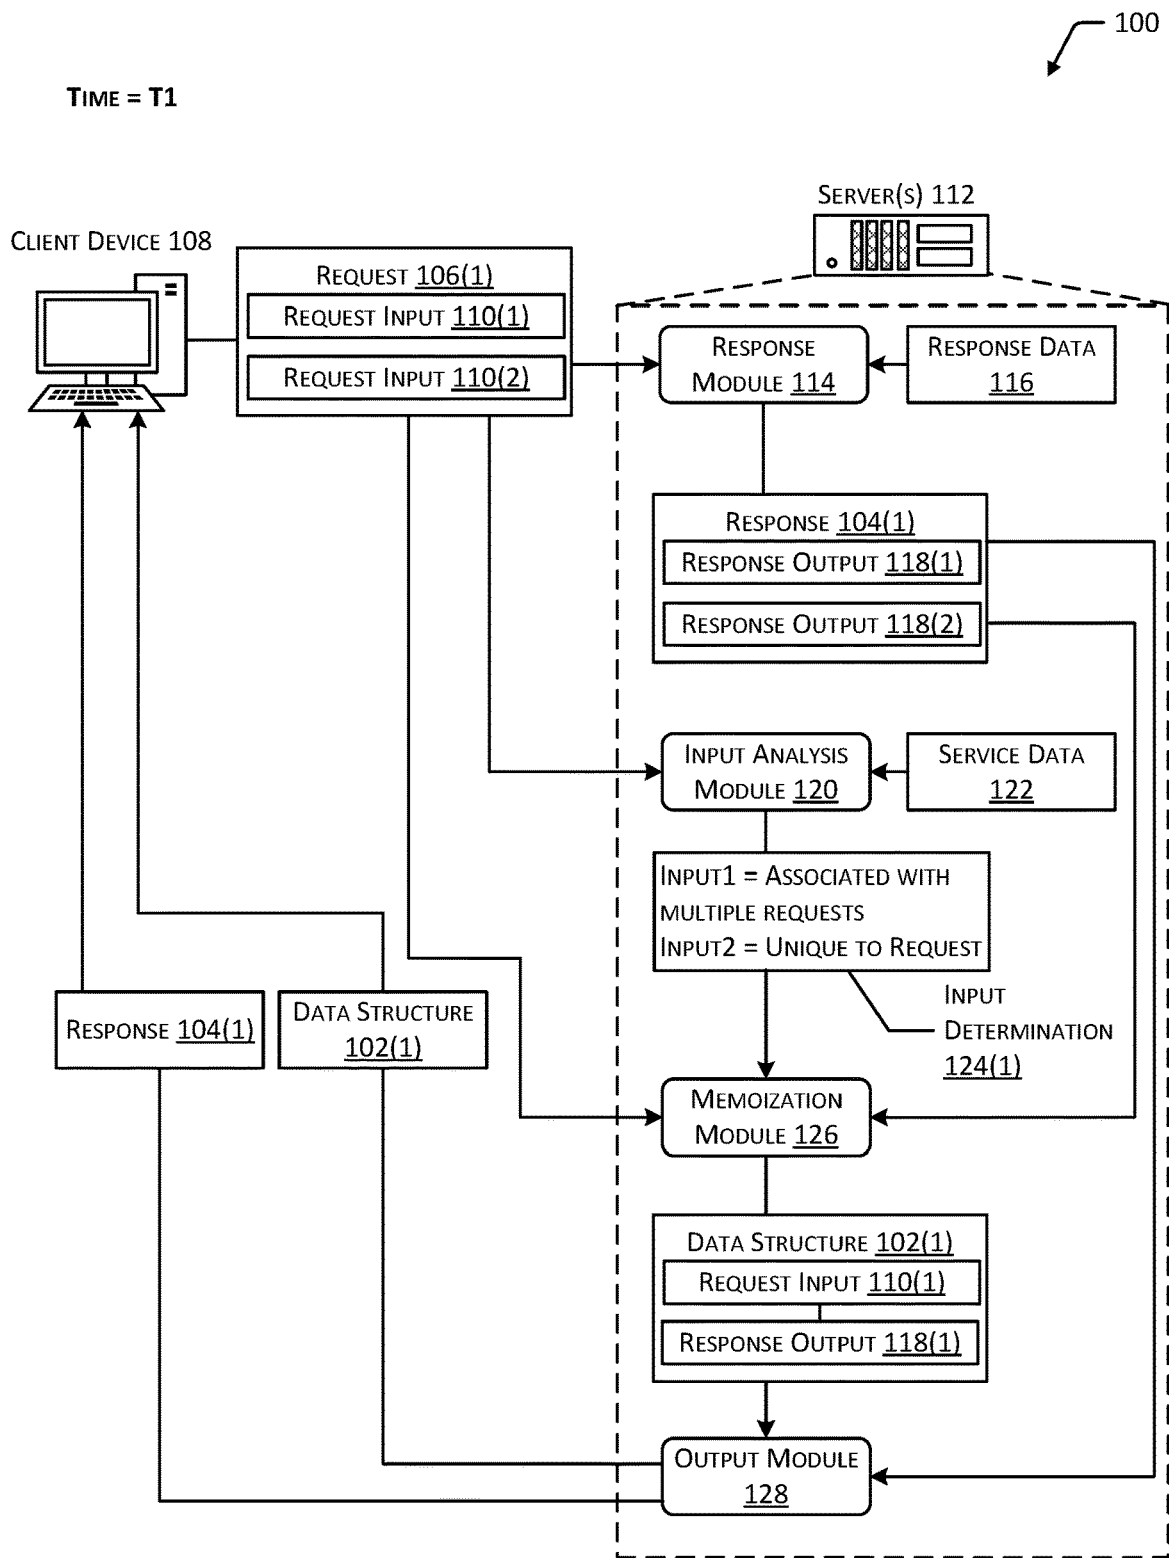 100
TIME = T1
SERVER(S) 112
CLIENT DEVICE 108
REQUEST 106(1)
REQUEST INPUT 110(1)
REQUEST INPUT 110(2)
RESPONSE
MODULE 114
RESPONSE DATA
116
RESPONSE 104(1)
RESPONSE OUTPUT 118(1)
RESPONSE OUTPUT 118(2)
INPUT ANALYSIS
MODULE 120
SERVICE DATA
122
INPUT1 = ASSOCIATED WITH
MULTIPLE REQUESTS
INPUT2 = UNIQUE TO REQUEST
INPUT
DETERMINATION
124(1)
RESPONSE 104(1)
DATA STRUCTURE
102(1)
MEMOIZATION
MODULE 126
DATA STRUCTURE 102(1)
REQUEST INPUT 110(1)
RESPONSE OUTPUT 118(1)
OUTPUT MODULE
128